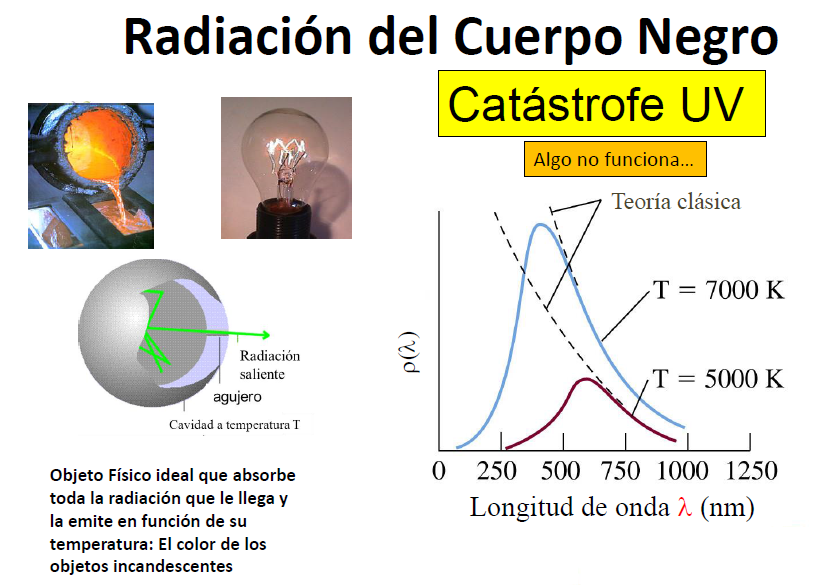 Radiación del Cuerpo Negro
Catástrofe UV
Algo no funciona...
Teoría clásica
T = 7000 K
T = 5000 K
ρ(λ)
0 250 500 750 1000 1250
Longitud de onda λ (nm)
Radiación
saliente
agujero
Cavidad a temperatura T
Objeto Físico ideal que absorbe
toda la radiación que le llega y
la emite en función de su
temperatura: El color de los
objetos incandescentes